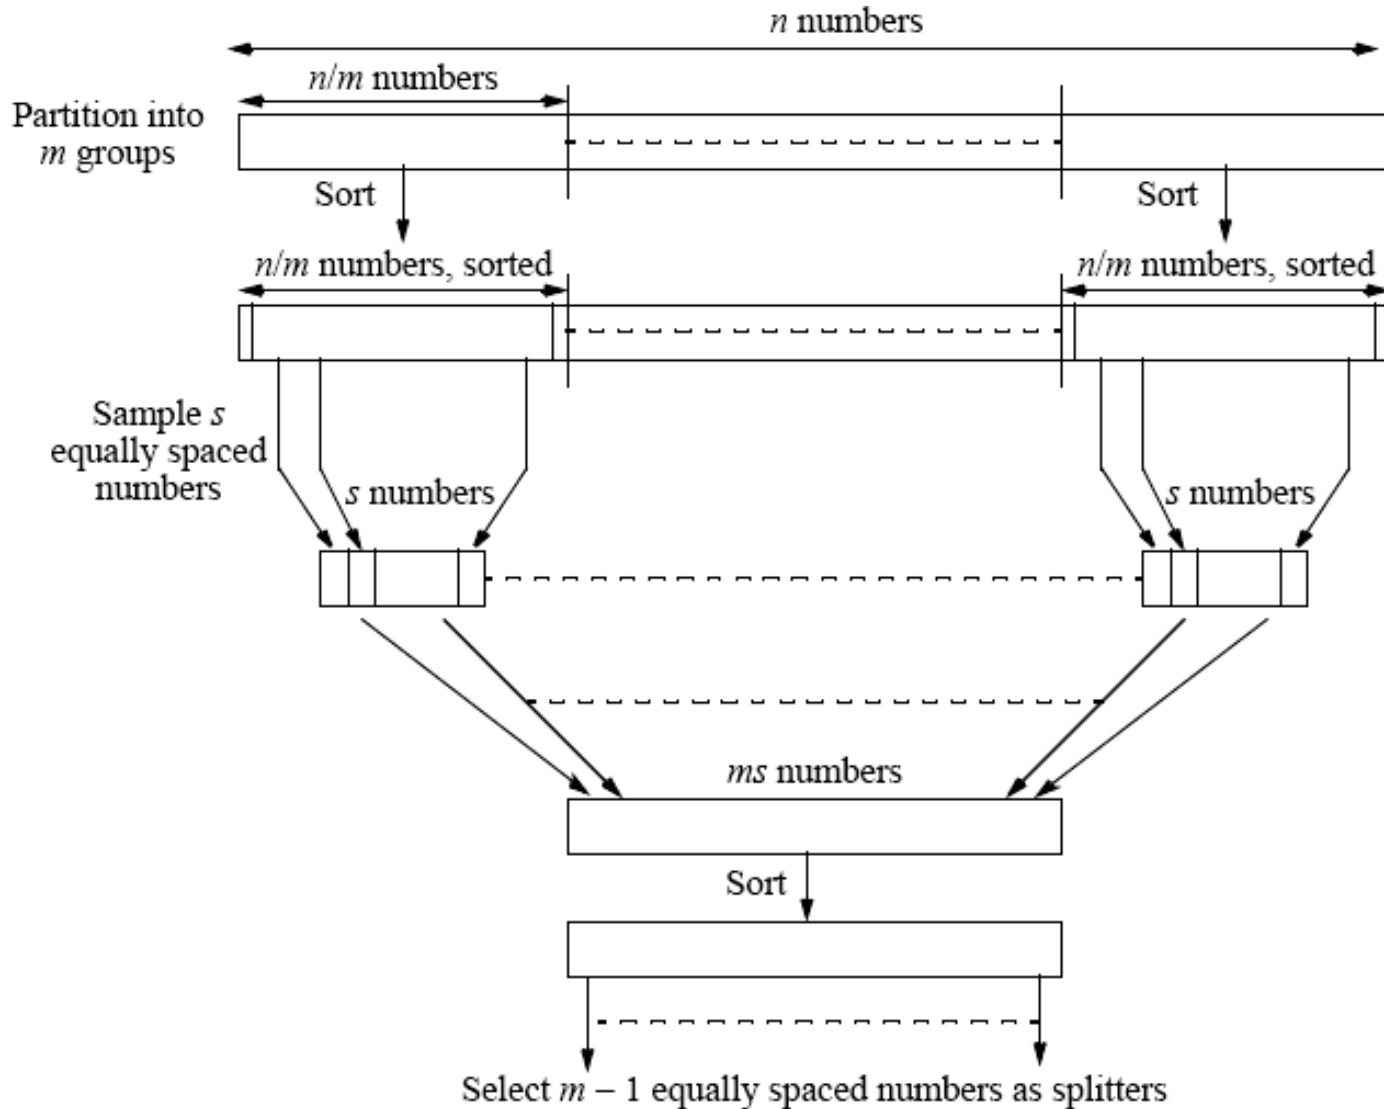 n numbers
n/m numbers
Partition into
m groups
Sort
Sort
n/m numbers, sorted
n/m numbers, sorted
Sample s
equally spaced
numbers
s numbers
s numbers
ms numbers
Sort
Select m – 1 equally spaced numbers as splitters